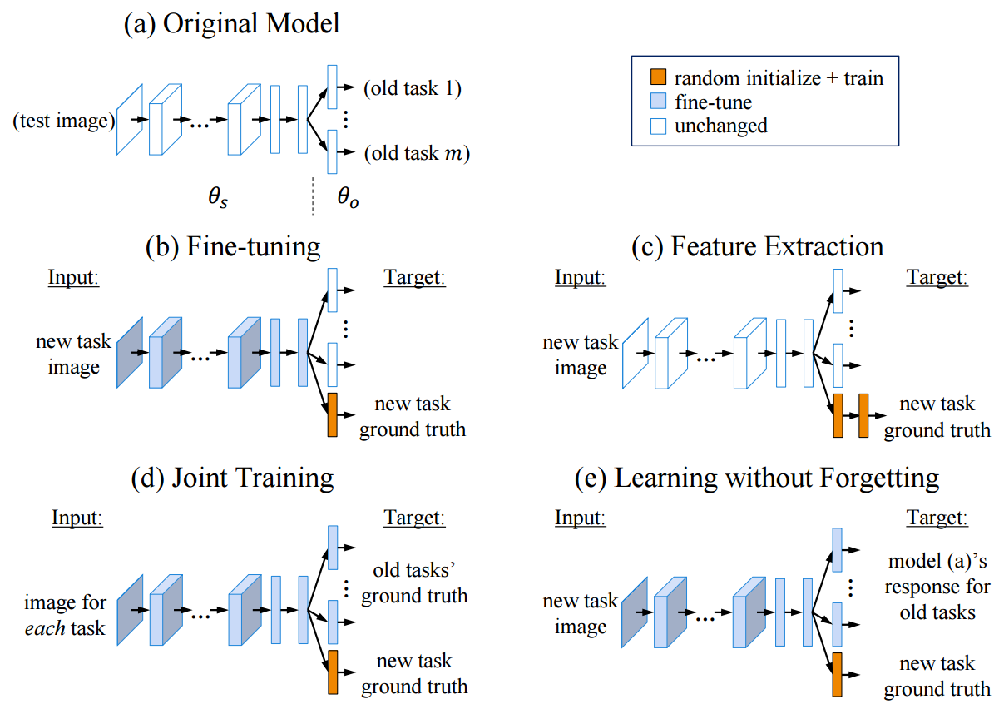 (a) Original Model
(test image)
...
(old task 1)
⋮
(old task m)
θs
θo
random initialize + train
fine-tune
unchanged
(b) Fine-tuning
Input:
Target:
new task
image
...
⋮
new task
ground truth
(c) Feature Extraction
Input:
Target:
new task
image
...
⋮
new task
ground truth
(d) Joint Training
Input:
Target:
image for
each task
...
old tasks’
⋮
ground truth
new task
ground truth
(e) Learning without Forgetting
Input:
Target:
new task
image
...
⋮
model (a)’s
response for
old tasks
new task
ground truth